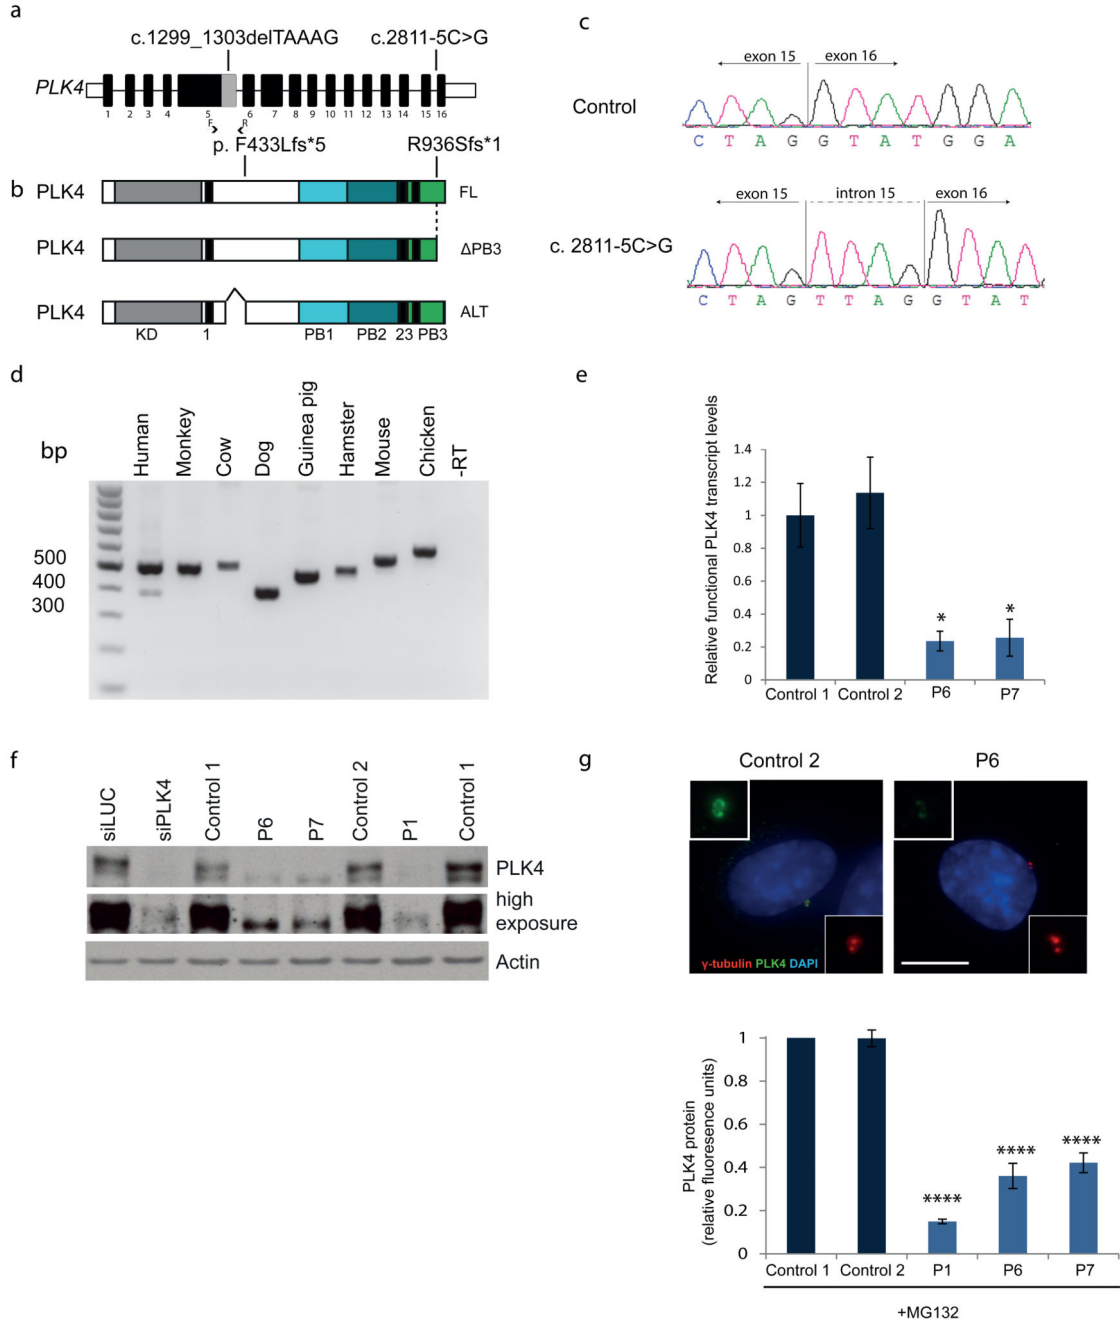 a
c.1299_1303delTAAAG
c.2811-5C>G
PLK4
1 2 3 4 5 6 7 8 9 10 11 12 13 14 15 16
F R
p. F433Lfs*5
R936Sfs*1
b
PLK4
FL
PLK4
ΔPB3
PLK4
ALT
KD 1 PB1 PB2 23 PB3
c
exon 15 exon 16
Control
C T A G G T A T G G A
exon 15 intron 15 exon 16
c. 2811-5C>G
C T A G T T A G G T A T
d
bp
Human
Monkey
Cow
Dog
Guinea pig
Hamster
Mouse
Chicken
-RT
500
400
300
e
Relative functional PLK4 transcript levels
1.4
1.2
1
0.8
0.6
0.4
0.2
0
* *
Control 1 Control 2 P6 P7
f
siLUC
siPLK4
Control 1
P6
P7
Control 2
P1
Control 1
PLK4
high
exposure
Actin
g
Control 2 P6
γ-tubulin PLK4 DAPI
PLK4 protein
(relative fluoresence units)
1
0.8
0.6
0.4
0.2
0
**** **** ****
Control 1 Control 2 P1 P6 P7
+MG132